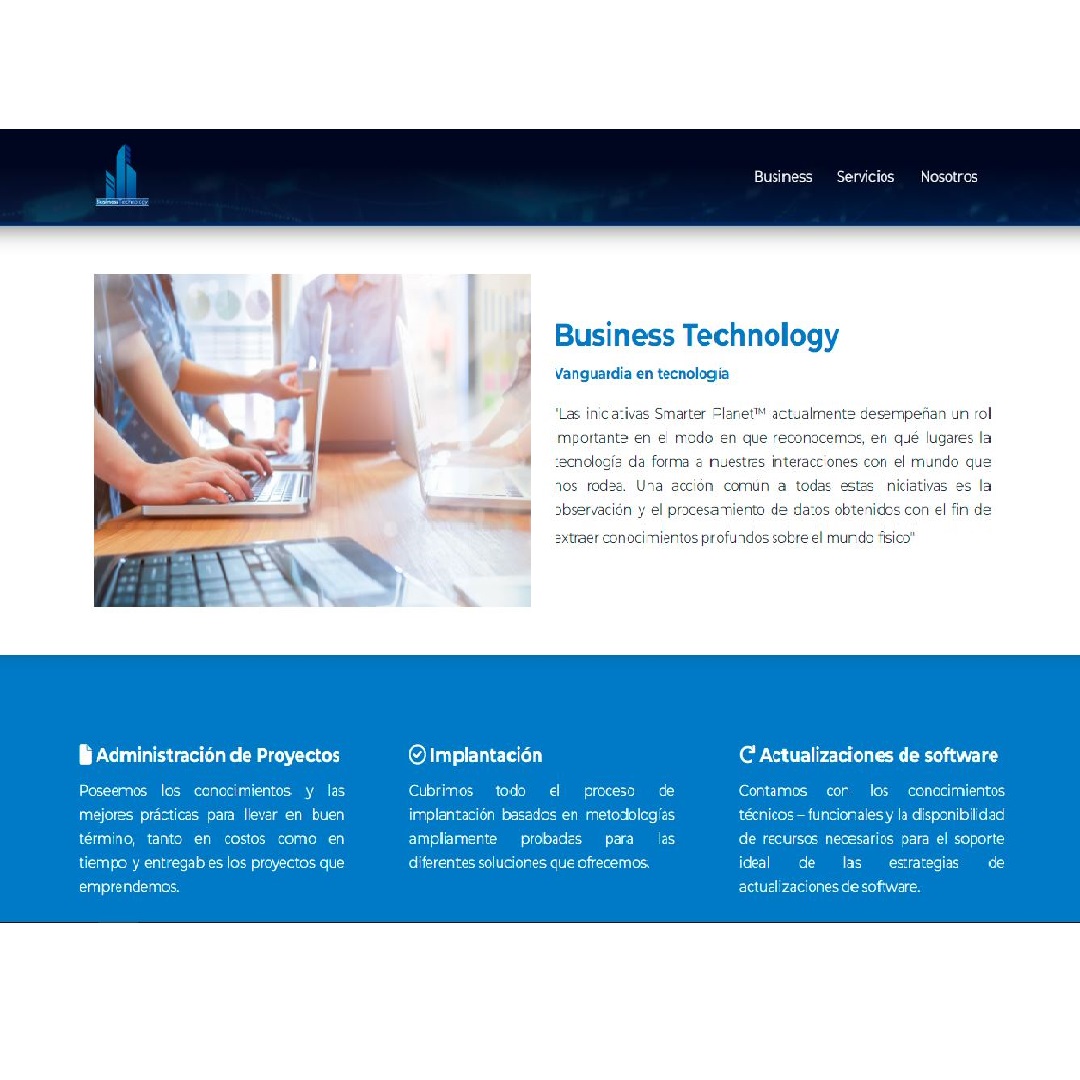 Business Technology
Business Servicios Nosotros
Business Technology
Vanguardia en tecnología
"Las iniciativas Smarter Planet™ actualmente desempeñan un rol
importante en el modo en que reconocemos, en qué lugares la
tecnología da forma a nuestras interacciones con el mundo que
nos rodea. Una acción común a todas estas iniciativas es la
observación y el procesamiento de datos obtenidos con el fin de
extraer conocimientos profundos sobre el mundo físico"
Administración de Proyectos
Poseemos los conocimientos y las
mejores prácticas para llevar en buen
término, tanto en costos como en
tiempo y entregables los proyectos que
emprendemos.
Implantación
Cubrimos todo el proceso de
implantación basados en metodologías
ampliamente probadas para las
diferentes soluciones que ofrecemos.
Actualizaciones de software
Contamos con los conocimientos
técnicos – funcionales y la disponibilidad
de recursos necesarios para el soporte
ideal de las estrategias de
actualizaciones de software.